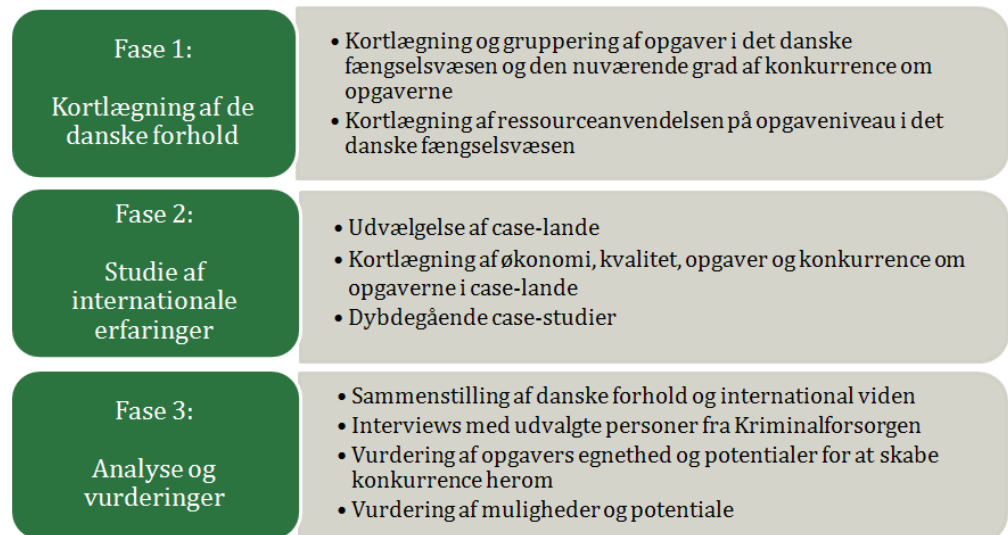 Fase 1:
Kortlægning af de
danske forhold
• Kortlægning og gruppering af opgaver i det danske
fængselsvæsen og den nuværende grad af konkurrence om
opgaverne
• Kortlægning af ressourceanvendelsen på opgaveniveau i det
danske fængselsvæsen
Fase 2:
Studie af
internationale
erfaringer
• Udvælgelse af case-lande
• Kortlægning af økonomi, kvalitet, opgaver og konkurrence om
opgaverne i case-lande
• Dybdegående case-studier
Fase 3:
Analyse og
vurderinger
• Sammenstilling af danske forhold og international viden
• Interviews med udvalgte personer fra Kriminalforsorgen
• Vurdering af opgavers egnethed og potentialer for at skabe
konkurrence herom
• Vurdering af muligheder og potentiale